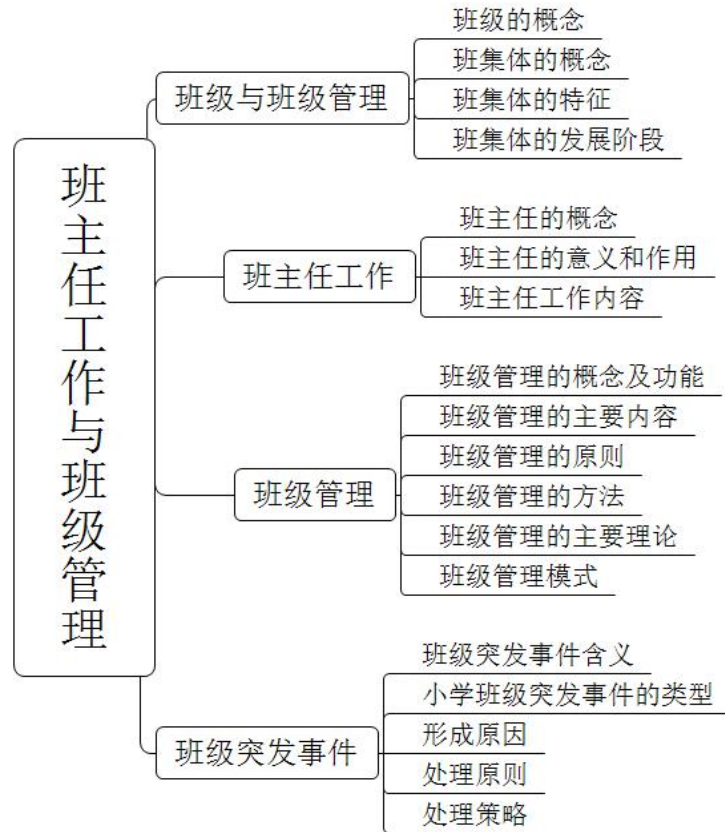 班主任工作与班级管理
班级与班级管理
班级的概念
班集体的概念
班集体的特征
班集体的发展阶段
班主任工作
班主任的概念
班主任的意义和作用
班主任工作内容
班级管理
班级管理的概念及功能
班级管理的主要内容
班级管理的原则
班级管理的方法
班级管理的主要理论
班级管理模式
班级突发事件
班级突发事件含义
小学班级突发事件的类型
形成原因
处理原则
处理策略